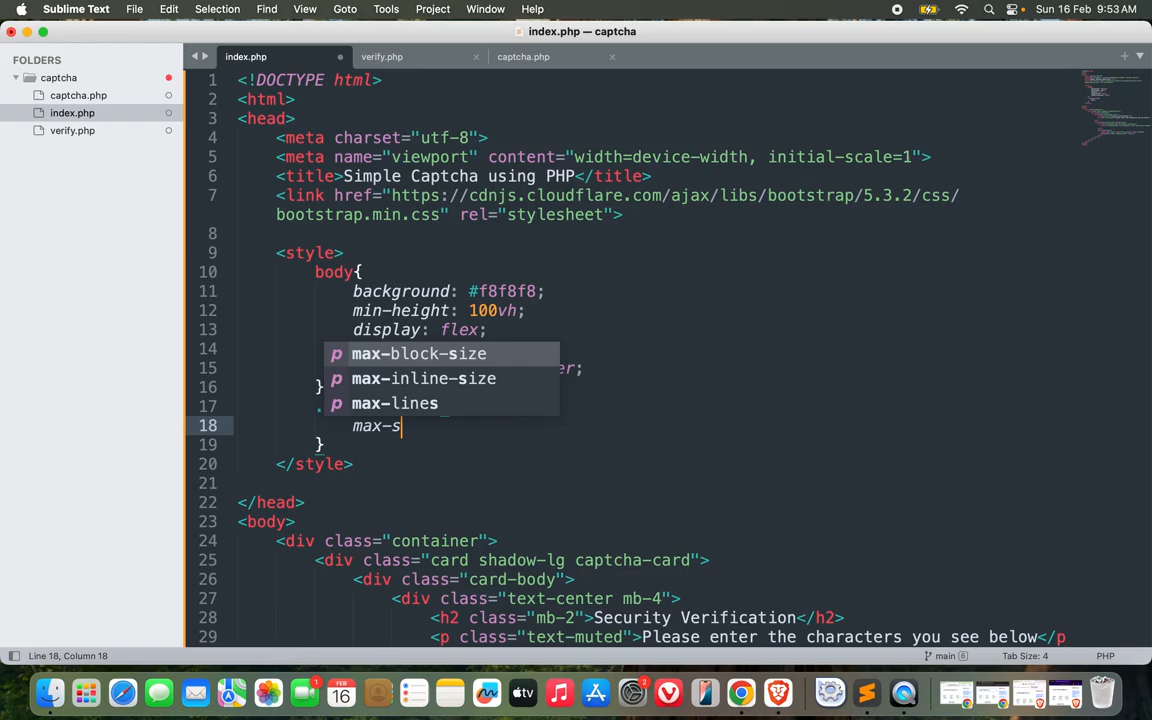 Sublime Text File Edit Selection Find View Goto Tools Project Window Help Sun 16 Feb 9:53 AM
index.php — captcha
FOLDERS
captcha
captcha.php
index.php
verify.php
index.php verify.php captcha.php
1 <!DOCTYPE html>
2 <html>
3 <head>
4 <meta charset="utf-8">
5 <meta name="viewport" content="width=device-width, initial-scale=1">
6 <title>Simple Captcha using PHP</title>
7 <link href="https://cdnjs.cloudflare.com/ajax/libs/bootstrap/5.3.2/css/
bootstrap.min.css" rel="stylesheet">
8
9 <style>
10 body{
11 background: #f8f8f8;
12 min-height: 100vh;
13 display: flex;
14
15 er;
16 }
17 .
18 max-s
19 }
20 </style>
21
22 </head>
23 <body>
24 <div class="container">
25 <div class="card shadow-lg captcha-card">
26 <div class="card-body">
27 <div class="text-center mb-4">
28 <h2 class="mb-2">Security Verification</h2>
29 <p class="text-muted">Please enter the characters you see below</p
p max-block-size
p max-inline-size
p max-lines
Line 18, Column 18 main 6 Tab Size: 4 PHP
1
FEB
16
2
tv